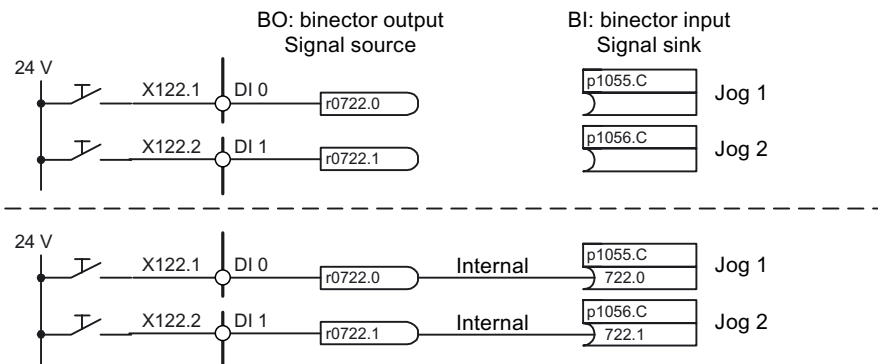 BO: binector output BI: binector input
Signal source Signal sink
24 V
p1055.C
X122.1 DI 0 r0722.0 Jog 1
p1056.C
X122.2 DI 1 r0722.1 Jog 2
24 V
p1055.C
X122.1 DI 0 r0722.0 Internal 722.0 Jog 1
p1056.C
X122.2 DI 1 r0722.1 Internal 722.1 Jog 2